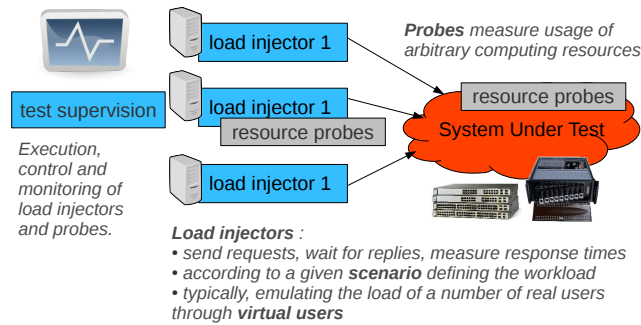 load injector 1
Probes measure usage of
arbitrary computing resources
test supervision
load injector 1
resource probes
resource probes
System Under Test
Execution,
control and
monitoring of
load injectors
and probes.
load injector 1
Load injectors :
• send requests, wait for replies, measure response times
• according to a given scenario defining the workload
• typically, emulating the load of a number of real users
through virtual users